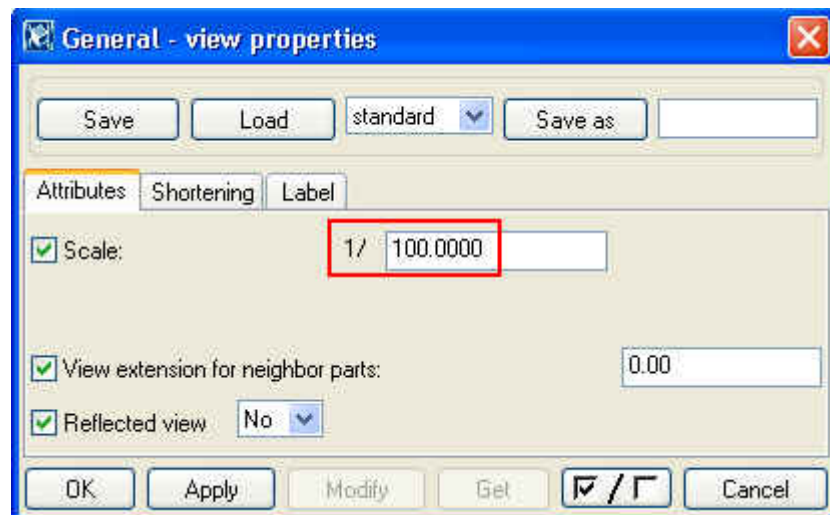 General - view properties
Save Load standard Save as
Attributes Shortening Label
Scale: 1/ 100.0000
View extension for neighbor parts: 0.00
Reflected view No
OK Apply Modify Get / Cancel